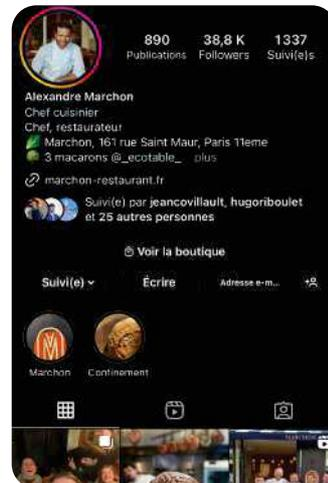 890 38,8 K 1337
Publications Followers Suivi(e)s
Alexandre Marchon
Chef cuisinier
Chef, restaurateur
Marchon, 161 rue Saint Maur, Paris 11eme
3 macarons @_ecotable_ plus
marchon-restaurant.fr
Suivi(e) par jeancovillault, hugoriboulet
et 25 autres personnes
Voir la boutique
Suivi(e) Écrire Adresse e-m...
Marchon Confinement